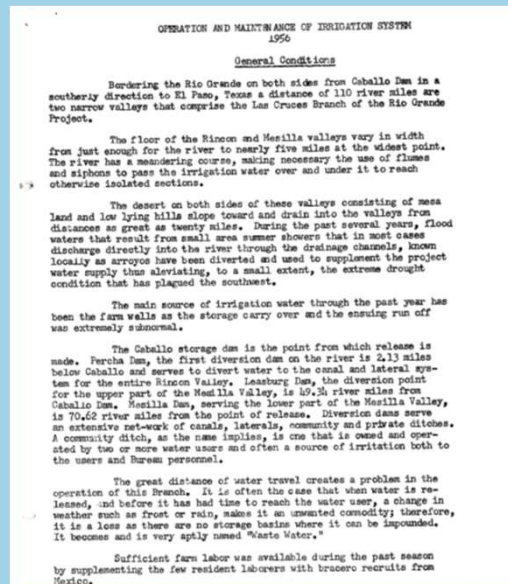 OPERATION AND MAINTENANCE OF IRRIGATION SYSTEM
1956
General Conditions
Bordering the Rio Grande on both sides from Caballo Dam in a
southerly direction to El Paso, Texas a distance of 110 river miles are
two narrow valleys that comprise the Las Cruces Branch of the Rio Grande
Project.
The floor of the Rincon and Mesilla valleys vary in width
from just enough for the river to nearly five miles at the widest point.
The river has a meandering course, making necessary the use of flumes
and siphons to pass the irrigation water over and under it to reach
otherwise isolated sections.
The desert on both sides of these valleys consisting of mesa
land and low lying hills slope toward and drain into the valleys from
distances as great as twenty miles. During the past several years, flood
waters that result from small area summer showers that in most cases
discharge directly into the river through the drainage channels, known
locally as arroyos have been diverted and used to supplement the project
water supply thus aleviating, to a small extent, the extreme drought
condition that has plagued the southwest.
The main source of irrigation water through the past year has
been the farm wells as the storage carry over and the ensuing run off
was extremely subnormal.
The Caballo storage dam is the point from which release is
made. Percha Dam, the first diversion dam on the river is 2.13 miles
below Caballo and serves to divert water to the canal and lateral sys-
tem for the entire Rincon Valley. Leasburg Dam, the diversion point
for the upper part of the Mesilla Valley, is 49.34 river miles from
Caballo Dam. Mesilla Dam, serving the lower part of the Mesilla Valley,
is 70.62 river miles from the point of release. Diversion dams serve
an extensive net-work of canals, laterals, community and private ditches.
A community ditch, as the name implies, is one that is owned and oper-
ated by two or more water users and often a source of irritation both to
the users and Bureau personnel.
The great distance of water travel creates a problem in the
operation of this Branch. It is often the case that when water is re-
leased, and before it has had time to reach the water user, a change in
weather such as frost or rain, makes it an unwanted commodity; therefore,
it is a loss as there are no storage basins where it can be impounded.
It becomes and is very aptly named "Waste Water."
Sufficient farm labor was available during the past season
by supplementing the few resident laborers with bracero recruits from
Mexico.